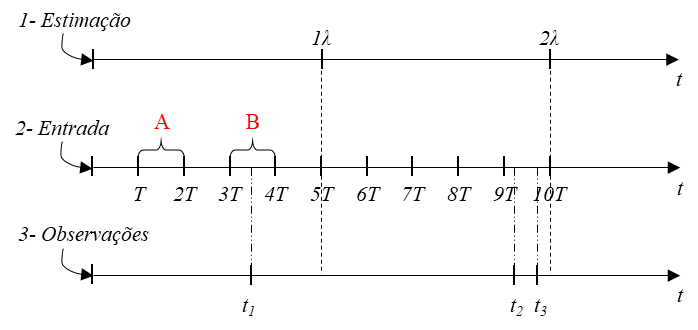 1- Estimação
1λ 2λ
t
2- Entrada
A B
T 2T 3T 4T 5T 6T 7T 8T 9T 10T
t
3- Observações
t
t1 t2 t3